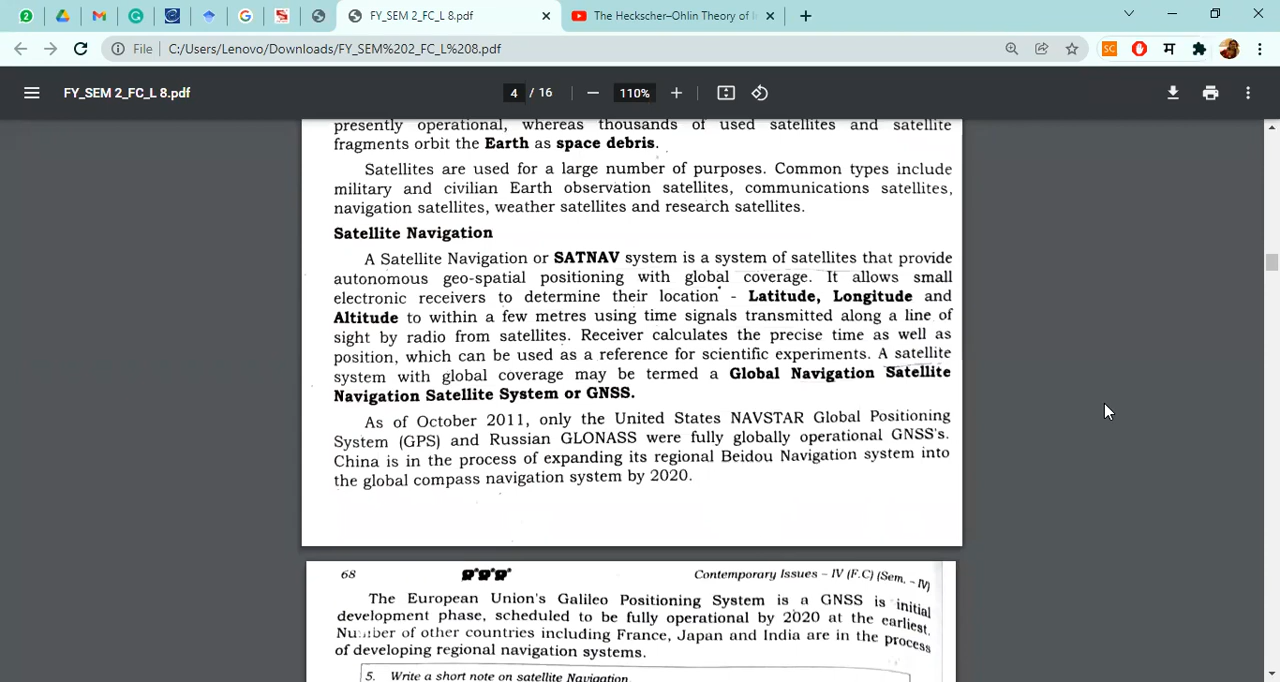 FY_SEM 2_FC_L 8.pdf
The Heckscher–Ohlin Theory of I
File C:/Users/Lenovo/Downloads/FY_SEM%202_FC_L%208.pdf
SC
म
FY_SEM 2_FC_L 8.pdf
4 / 16
110%
presently operational, whereas thousands of used satellites and satellite
fragments orbit the Earth as space debris.
Satellites are used for a large number of purposes. Common types include
military and civilian Earth observation satellites, communications satellites,
navigation satellites, weather satellites and research satellites.
Satellite Navigation
A Satellite Navigation or SATNAV system is a system of satellites that provide
autonomous geo-spatial positioning with global coverage. It allows small
electronic receivers to determine their location - Latitude, Longitude and
Altitude to within a few metres using time signals transmitted along a line of
sight by radio from satellites. Receiver calculates the precise time as well as
position, which can be used as a reference for scientific experiments. A satellite
system with global coverage may be termed a Global Navigation Satellite
Navigation Satellite System or GNSS.
As of October 2011, only the United States NAVSTAR Global Positioning
System (GPS) and Russian GLONASS were fully globally operational GNSS's.
China is in the process of expanding its regional Beidou Navigation system into
the global compass navigation system by 2020.
68
Contemporary Issues – IV (F.C) (Sem. – IV)
The European Union's Galileo Positioning System is a GNSS is initial
development phase, scheduled to be fully operational by 2020 at the earliest.
Number of other countries including France, Japan and India are in the process
of developing regional navigation systems.
5. Write a short note on satellite Navigation.